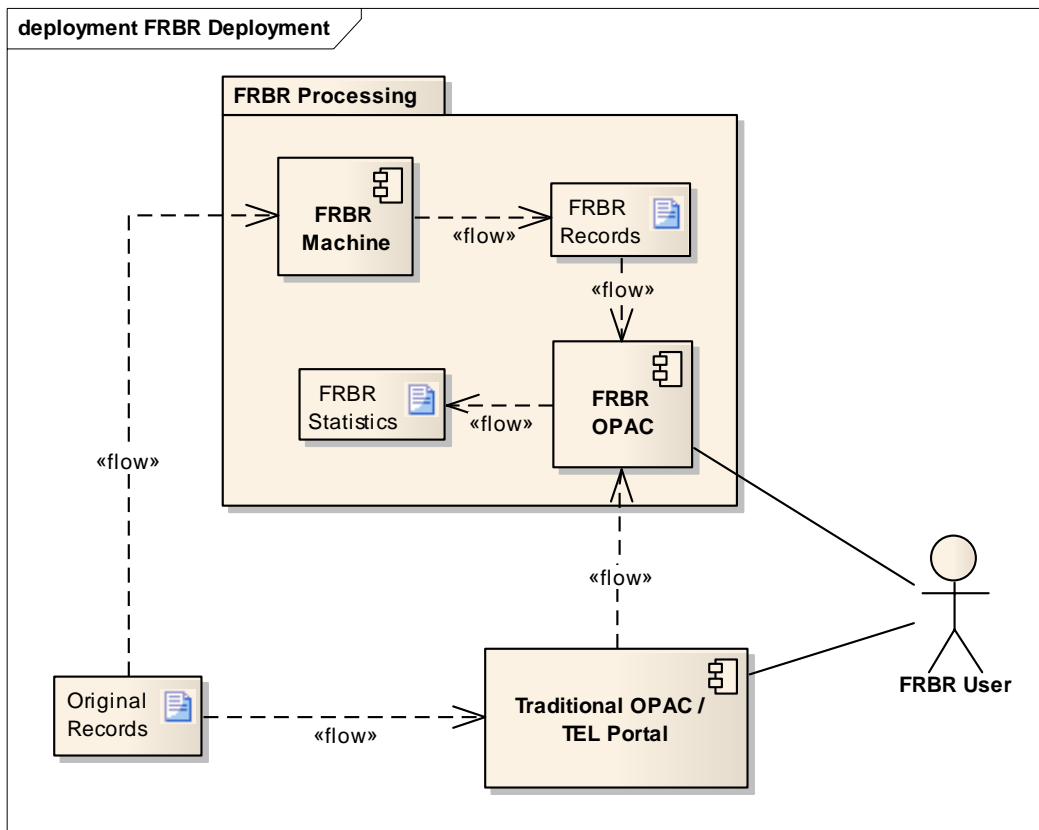 deployment FRBR Deployment
FRBR Processing
FRBR
Machine
«flow»
FRBR
Records
«flow»
FRBR
Statistics
«flow»
FRBR
OPAC
«flow»
«flow»
Original
Records
«flow»
Traditional OPAC /
TEL Portal
FRBR User